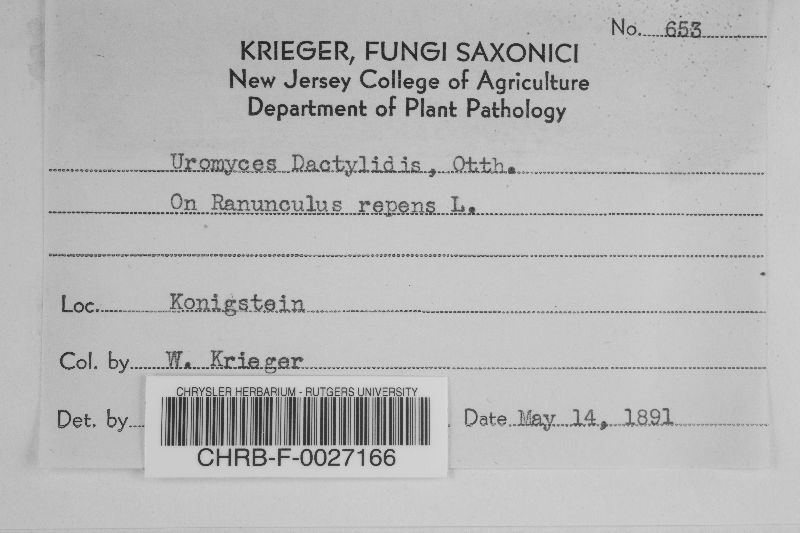 No. 653
KRIEGER, FUNGI SAXONICI
New Jersey College of Agriculture
Department of Plant Pathology
Uromyces Dactylidis, Otth.
On Ranunculus repens L.
Loc. Konigstein
Col. by W. Krieger
Det. by
Date May 14, 1891
CHRYSLER HERBARIUM - RUTGERS UNIVERSITY
CHRB-F-0027166